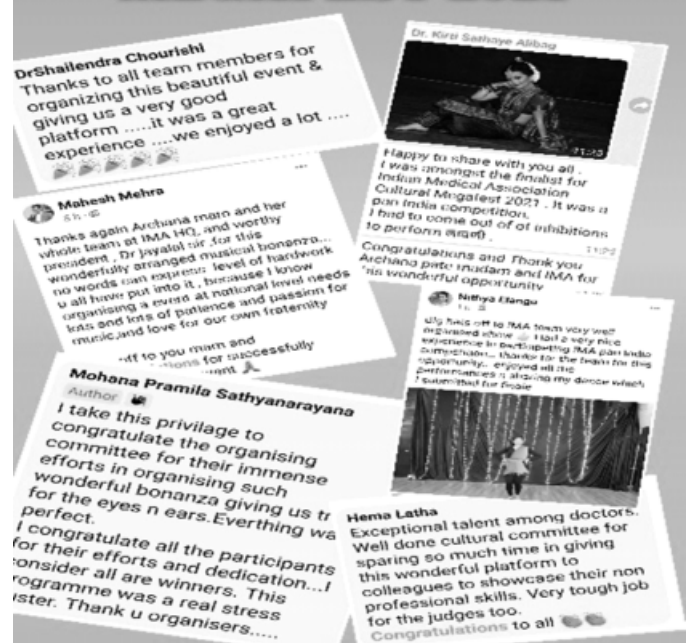 DrShailendra Chourishi
Thanks to all team members for
organizing this beautiful event &
giving us a very good
platform .....it was a great
experience ....we enjoyed a lot ....
🎉🎉🎉🎉🎉
Dr. Kirti Sathaye Alibag
Happy to share with you all .
I was amongst the finalist for
Indian Medical Association
Cultural Megafest 2021 . It was a
pan India competition.
I had to come out of ot inhibitions
to perform लावणी .
Congratulations and Thank you
Archana pate madam and IMA for
this wonderful opportunity
Mahesh Mehra
Thanks again Archana mam and her
whole team at IMA HQ, and worthy
president , Dr jayalal sir ,for this
wonderfully arranged musical bonanza...
no words can express level of hardwork
u all have put into it , because I know
organising a event at national level needs
lots and lots of patience and passion for
music,and love for our own fraternity
off to you mam and
for successfully
Nithya Elangu
Big hats off to IMA team very well
organised show 👍 I had a very nice
experience in participating IMA pan India
competition... thanks for the team for this
opportunity.. enjoyed all the
performances n sharing my dance which
I submitted for finale
Mohana Pramila Sathyanarayana
Author
I take this privilage to
congratulate the organising
committee for their immense
efforts in organising such
wonderful bonanza giving us tr
for the eyes n ears.Everthing wa
perfect.
I congratulate all the participants
for their efforts and dedication...I
consider all are winners. This
rogramme was a real stress
uster. Thank u organisers.....
Hema Latha
Exceptional talent among doctors.
Well done cultural committee for
sparing so much time in giving
this wonderful platform to
colleagues to showcase their non
professional skills. Very tough job
for the judges too.
Congratulations to all 👏👏